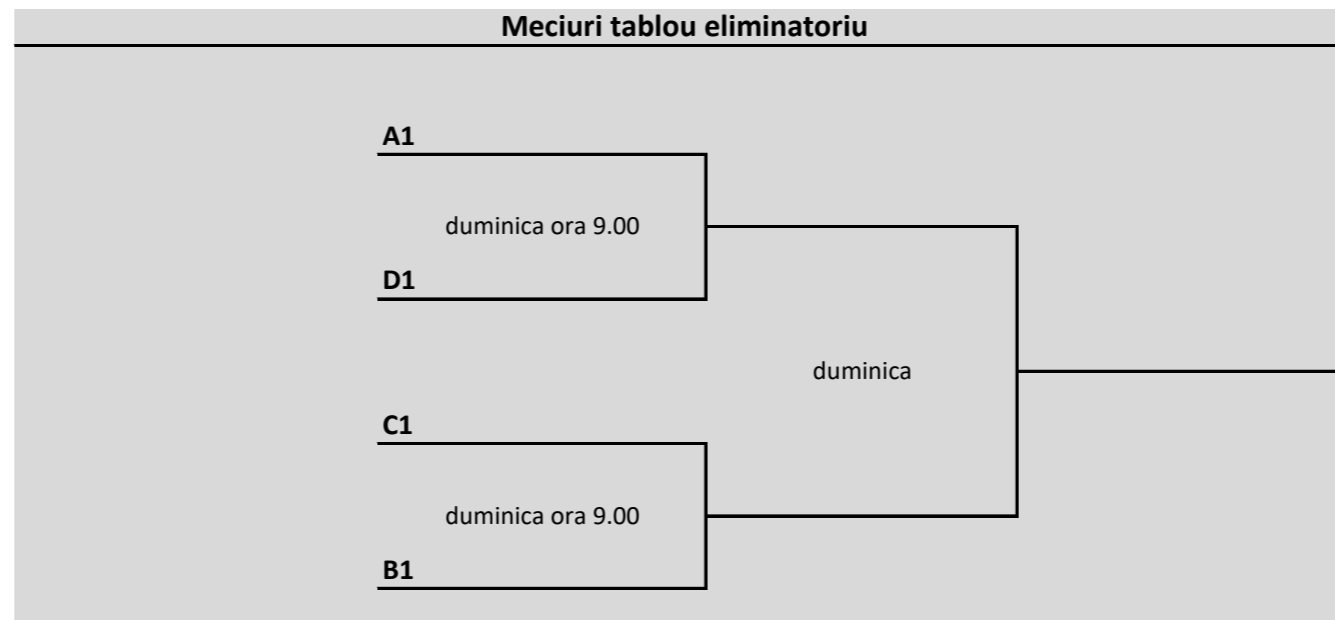 Meciuri tablou eliminatoriu
A1
duminica ora 9.00
D1
duminica
C1
duminica ora 9.00
B1